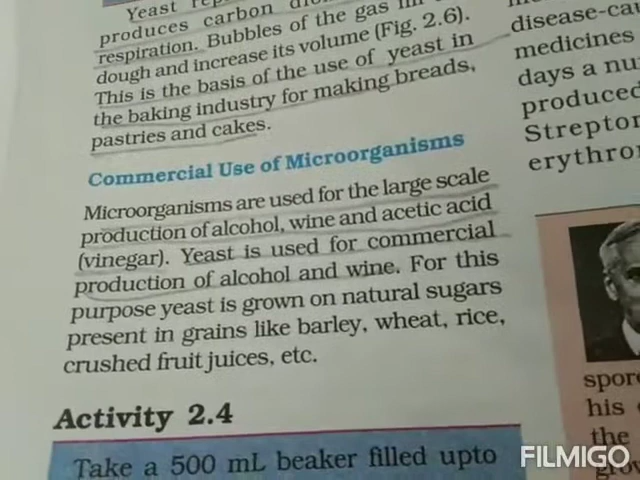 Yeast
produces carbon
respiration. Bubbles of the gas
dough and increase its volume (Fig. 2.6).
This is the basis of the use of yeast in
the baking industry for making breads,
pastries and cakes.
Commercial Use of Microorganisms
Microorganisms are used for the large scale
production of alcohol, wine and acetic acid
(vinegar). Yeast is used for commercial
production of alcohol and wine. For this
purpose yeast is grown on natural sugars
present in grains like barley, wheat, rice,
crushed fruit juices, etc.
Activity 2.4
Take a 500 mL beaker filled upto
disease-cau
medicines
days a nu
produced
Strepton
erythro
spore
his
the
grow
FILMIGO